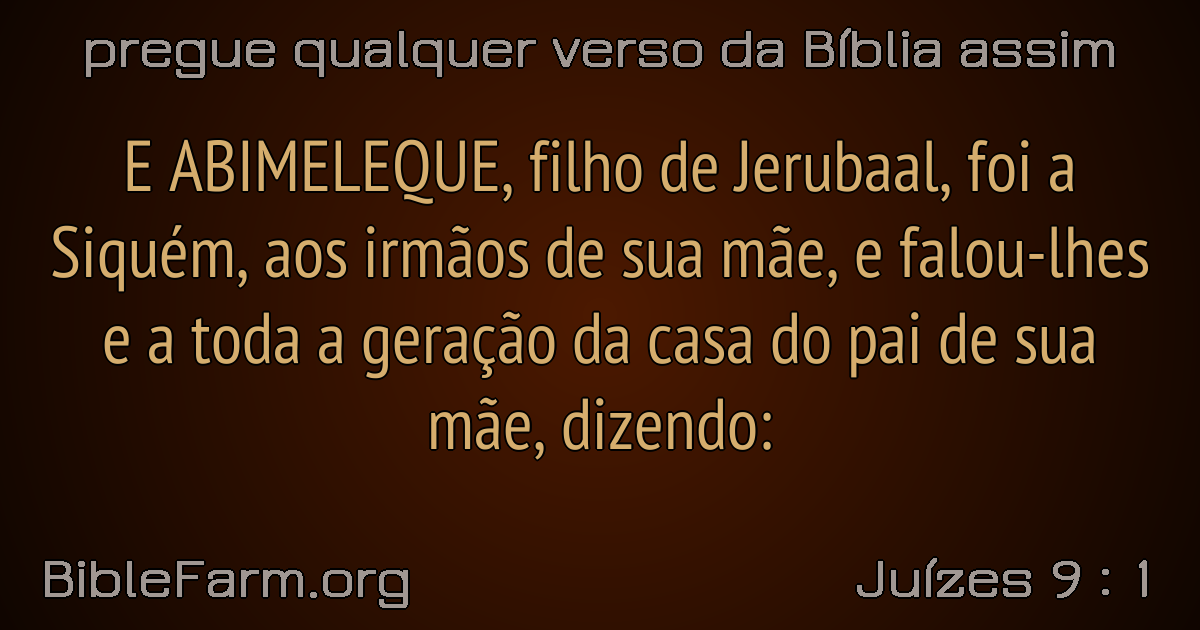 pregue qualquer verso da Bíblia assim
E ABIMELEQUE, filho de Jerubaal, foi a
Siquém, aos irmãos de sua mãe, e falou-lhes
e a toda a geração da casa do pai de sua
mãe, dizendo:
BibleFarm.org
Juízes 9 : 1